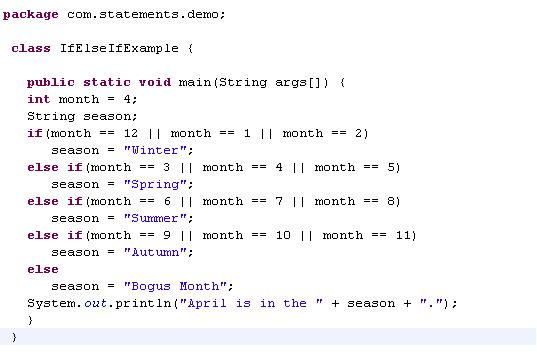 package com.statements.demo;
class IfElseIfExample {
public static void main(String args[]) {
int month = 4;
String season;
if(month == 12 || month == 1 || month == 2)
season = "Winter";
else if(month == 3 || month == 4 || month == 5)
season = "Spring";
else if(month == 6 || month == 7 || month == 8)
season = "Summer";
else if(month == 9 || month == 10 || month == 11)
season = "Autumn";
else
season = "Bogus Month";
System.out.println("April is in the " + season + ".");
}
}